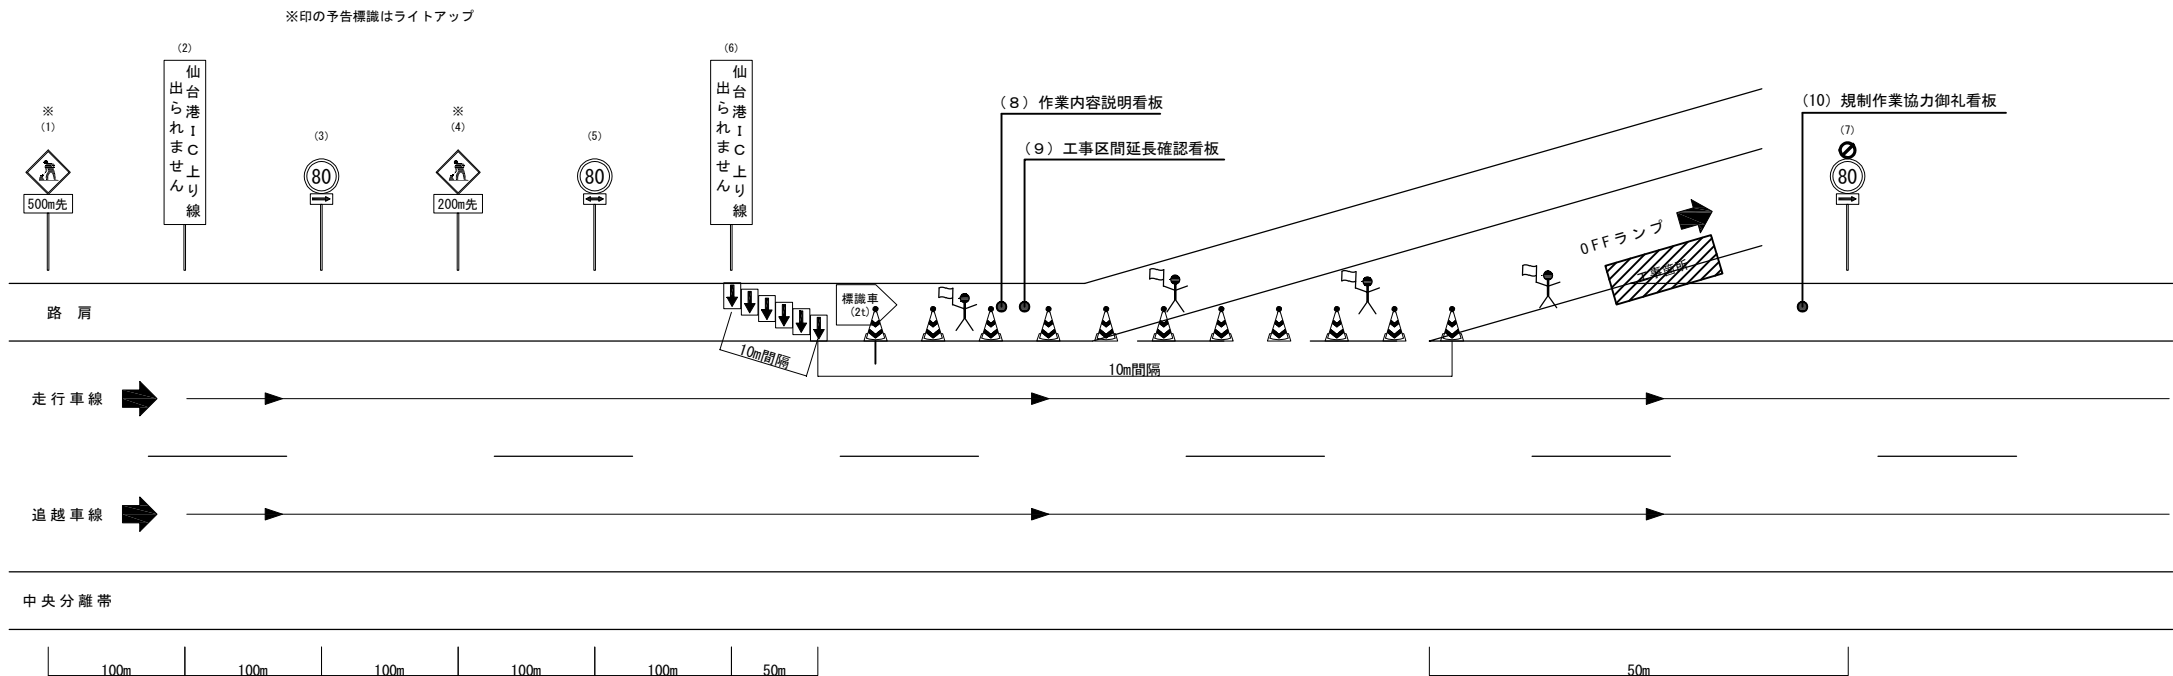 ※印の予告標識はライトアップ
(2)
仙台港IC上り線
出られません
(6)
仙台港IC上り線
出られません
※
(1)
500m先
(3)
80
※
(4)
200m先
(5)
80
(8) 作業内容説明看板
(9) 工事区間延長確認看板
(10) 規制作業協力御礼看板
(7)
80
OFFランプ
工事箇所
路肩
標識車
(2t)
10m間隔
10m間隔
走行車線
追越車線
中央分離帯
100m
100m
100m
100m
100m
50m
50m